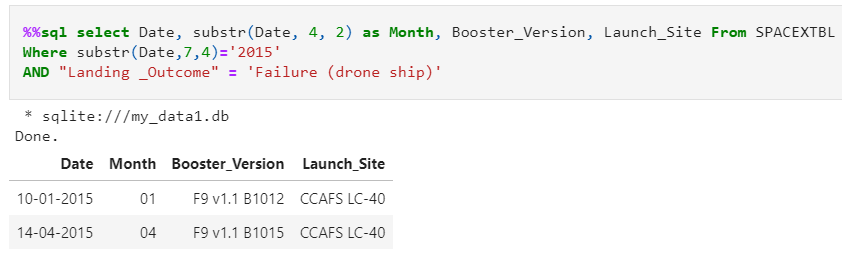 %%sql select Date, substr(Date, 4, 2) as Month, Booster_Version, Launch_Site From SPACEXTBL
Where substr(Date,7,4)='2015'
AND "Landing _Outcome" = 'Failure (drone ship)'
* sqlite:///my_data1.db
Done.
Date Month Booster_Version Launch_Site
10-01-2015 01 F9 v1.1 B1012 CCAFS LC-40
14-04-2015 04 F9 v1.1 B1015 CCAFS LC-40